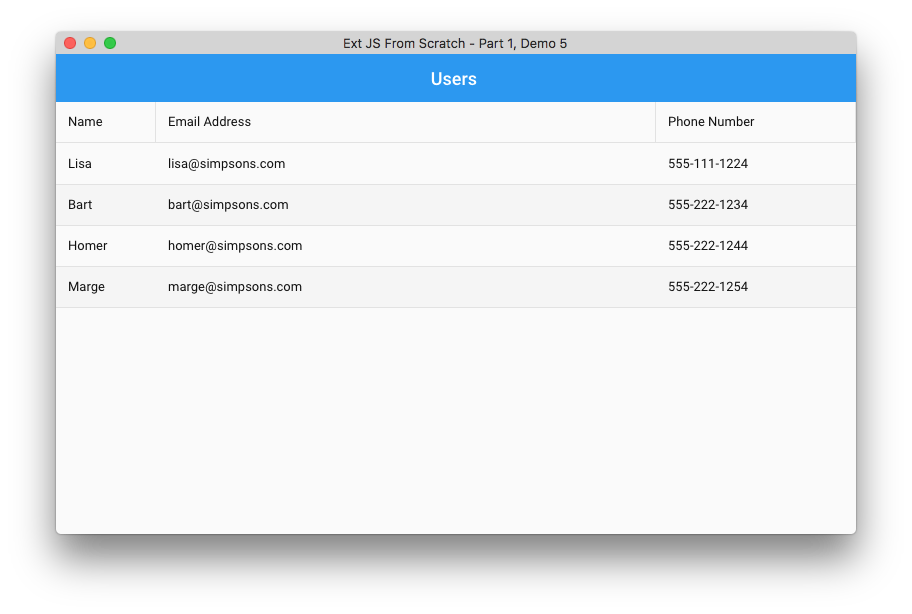 Ext JS From Scratch - Part 1, Demo 5
Users
Name Email Address Phone Number
Lisa lisa@simpsons.com 555-111-1224
Bart bart@simpsons.com 555-222-1234
Homer homer@simpsons.com 555-222-1244
Marge marge@simpsons.com 555-222-1254